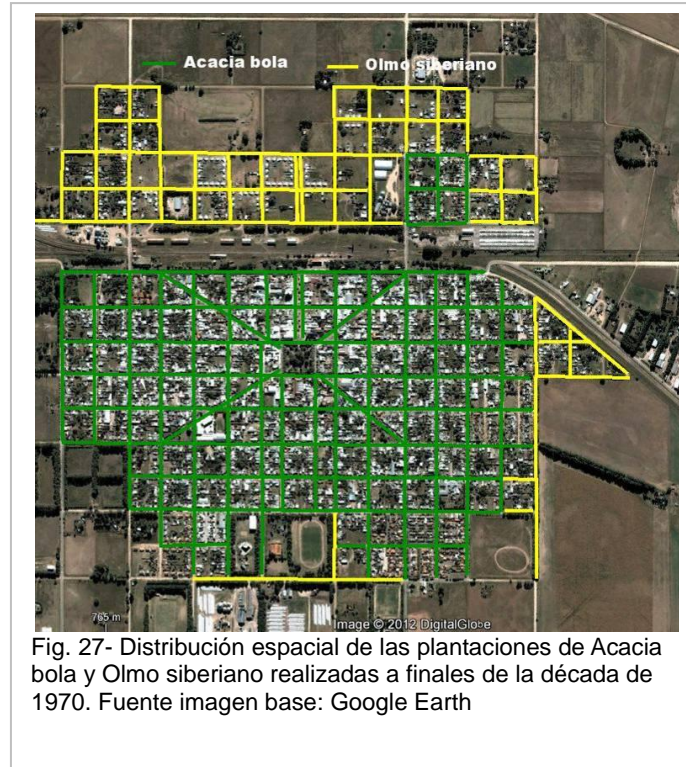 Acacia bola Olmo siberiano
765 m
Image © 2012 DigitalGlobe
Fig. 27- Distribución espacial de las plantaciones de Acacia
bola y Olmo siberiano realizadas a finales de la década de
1970. Fuente imagen base: Google Earth